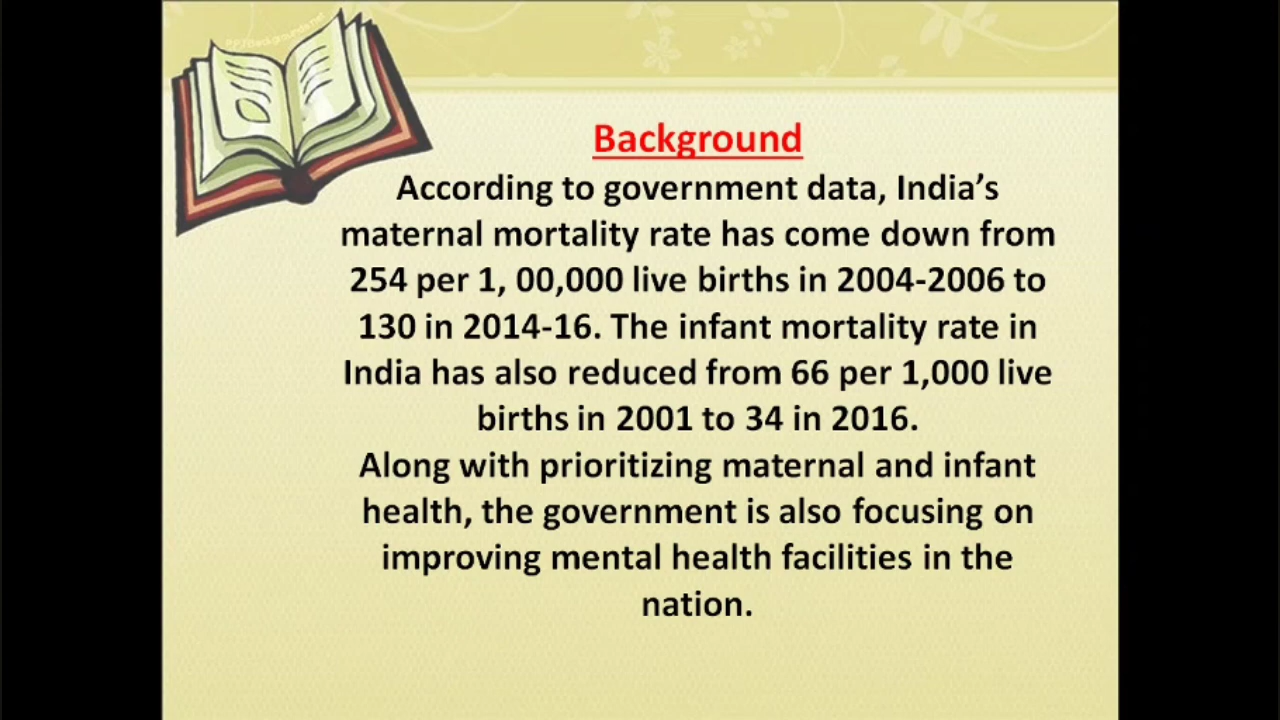 PPTBackgrounds.net
Background
According to government data, India’s
maternal mortality rate has come down from
254 per 1, 00,000 live births in 2004-2006 to
130 in 2014-16. The infant mortality rate in
India has also reduced from 66 per 1,000 live
births in 2001 to 34 in 2016.
Along with prioritizing maternal and infant
health, the government is also focusing on
improving mental health facilities in the
nation.